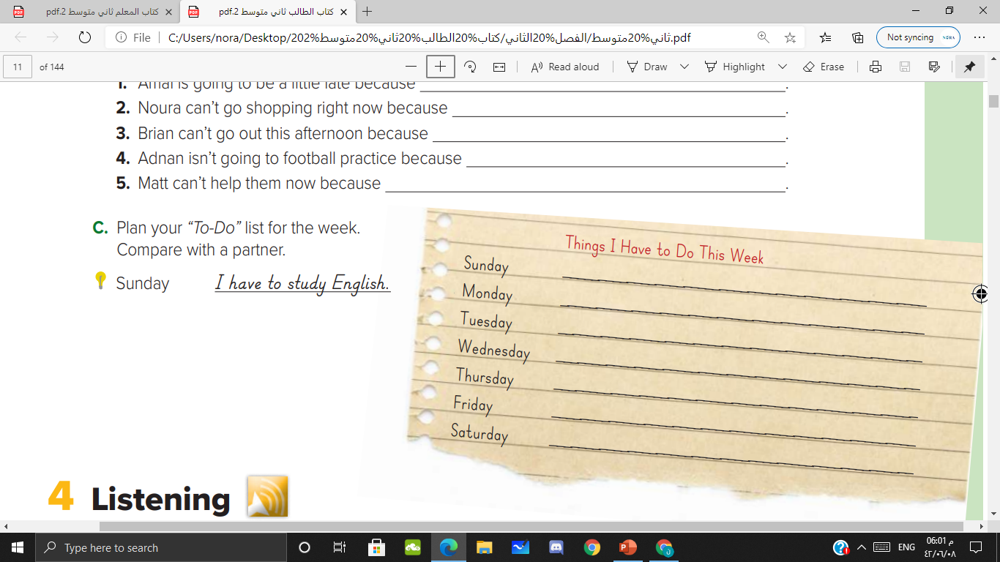 كتاب المعلم ثاني متوسط 2.pdf
كتاب الطالب ثاني متوسط 2.pdf
File
C:/Users/nora/Desktop/202%ثاني%20متوسط/الفصل%20الثاني/كتاب%20الطالب%20ثاني%20متوسط.pdf
Not syncing
NORA
11 of 144
Read aloud
Draw
Highlight
Erase
1. Amal is going to be a little late because ____.
2. Noura can't go shopping right now because ____.
3. Brian can't go out this afternoon because ____.
4. Adnan isn't going to football practice because ____.
5. Matt can't help them now because ____.
C. Plan your "To-Do" list for the week.
Compare with a partner.
Sunday I have to study English.
Things I Have to Do This Week
Sunday
Monday
Tuesday
Wednesday
Thursday
Friday
Saturday
4 Listening
Type here to search
ENG
06:01 م
٤٢/٠٦/٠٨